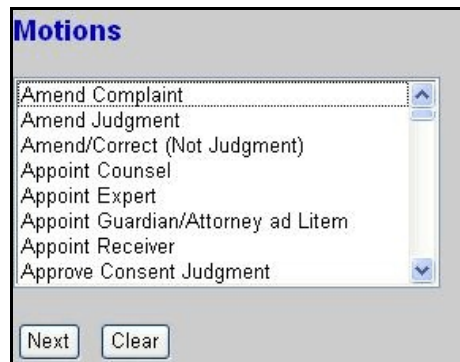 Motions
Amend Complaint
Amend Judgment
Amend/Correct (Not Judgment)
Appoint Counsel
Appoint Expert
Appoint Guardian/Attorney ad Litem
Appoint Receiver
Approve Consent Judgment
Next Clear